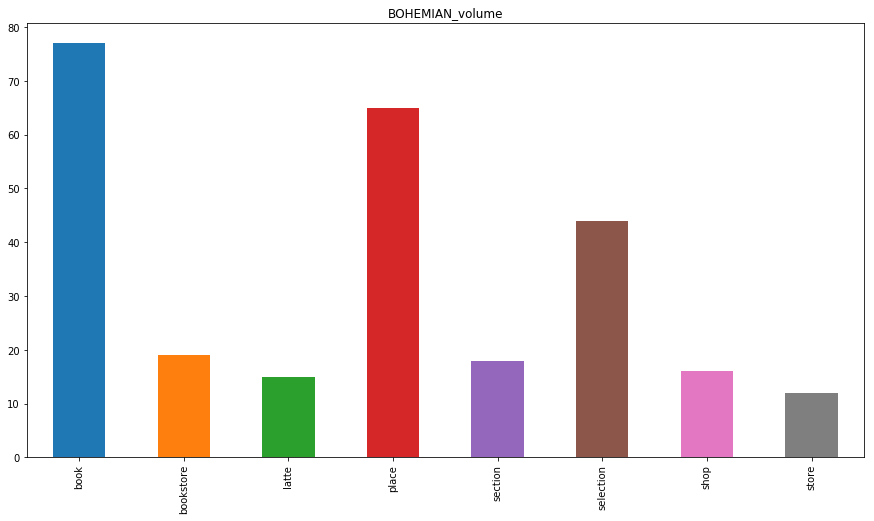 BOHEMIAN_volume
80
70
60
50
40
30
20
10
0
book
bookstore
latte
place
section
selection
shop
store